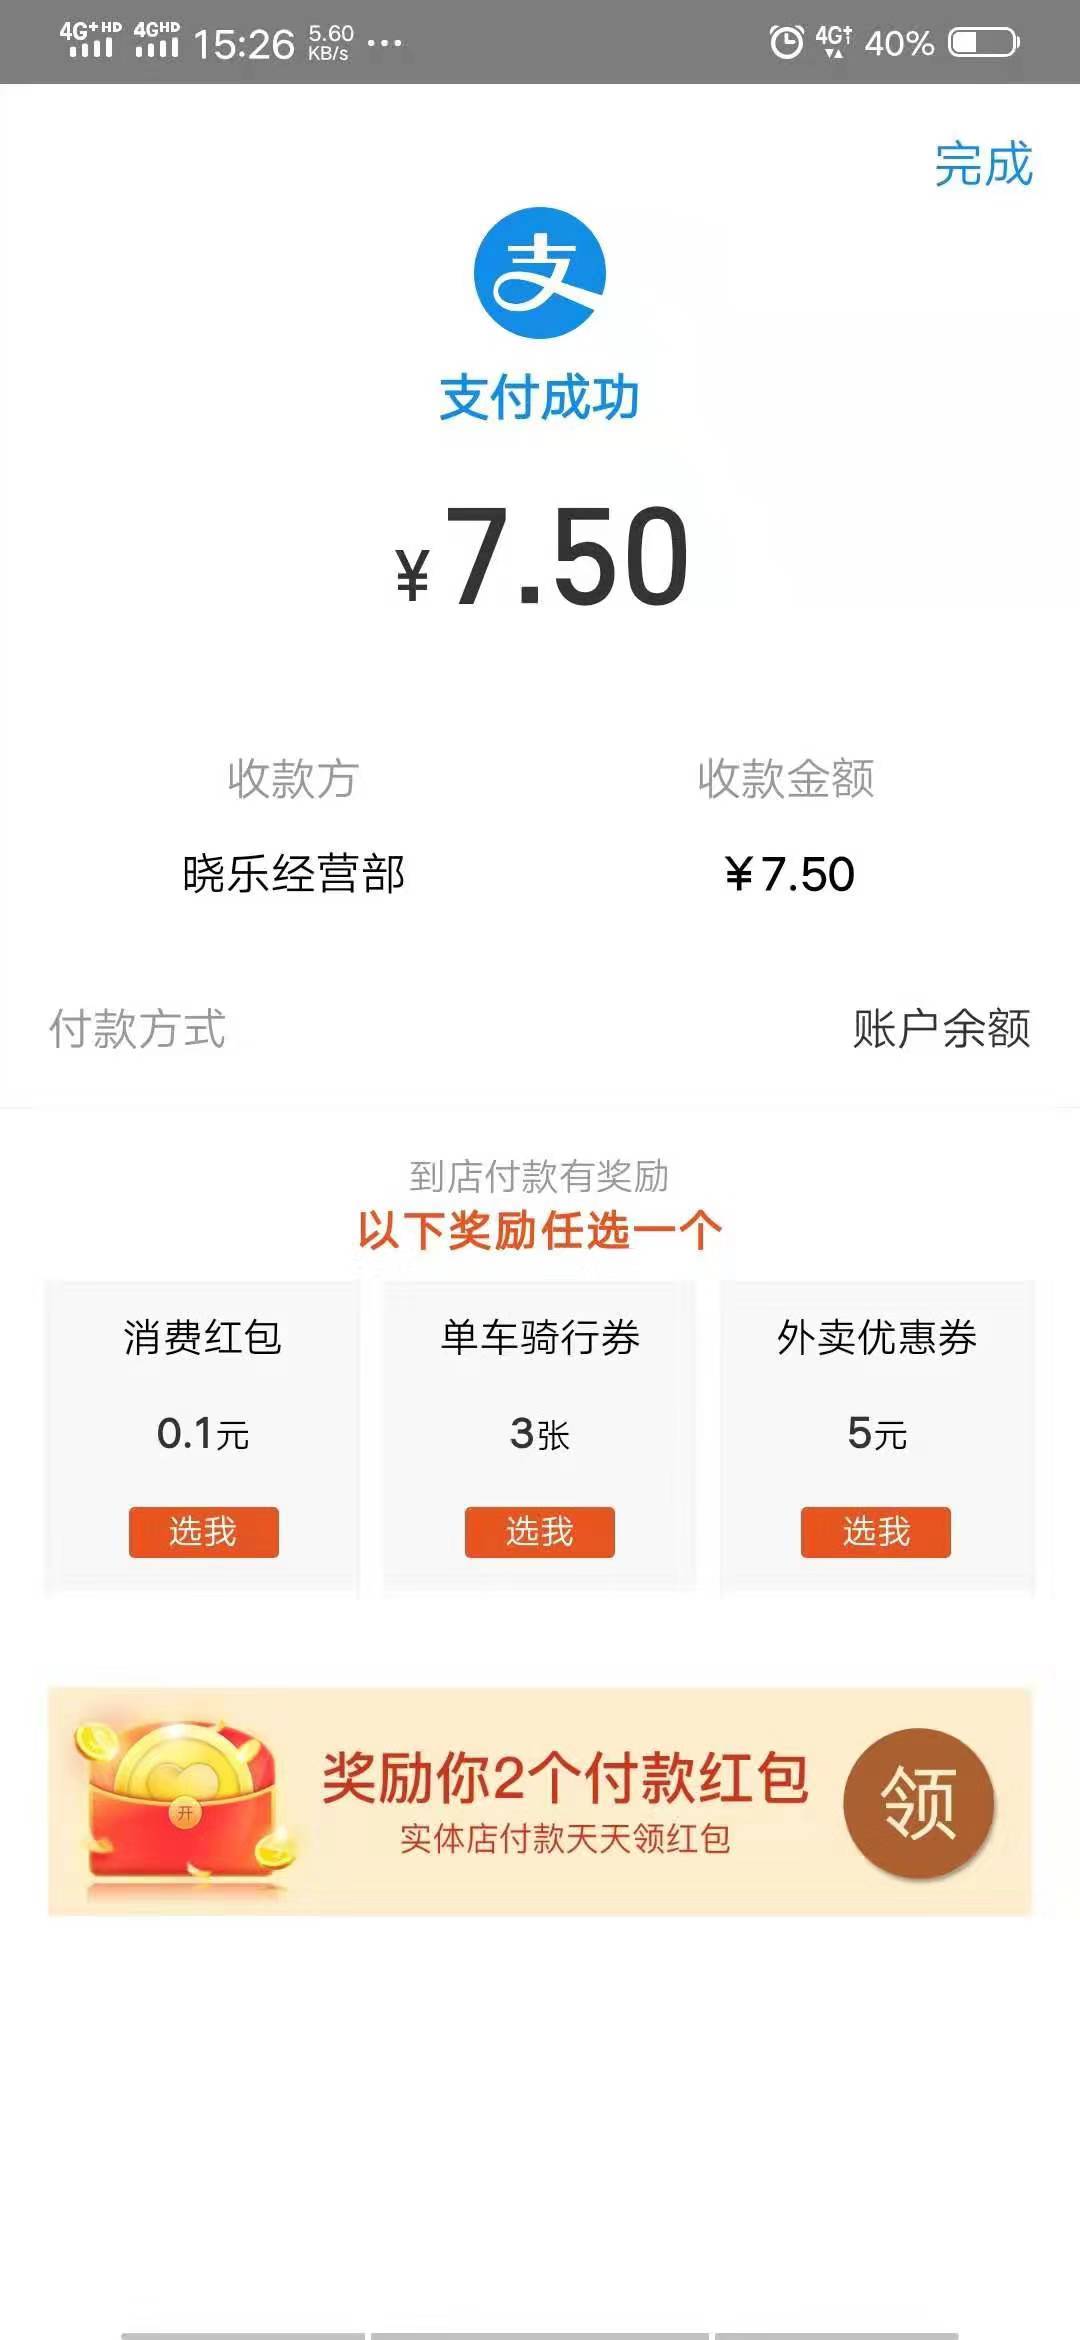 4G+HD 4GHD 15:26 5.60 KB/s ... 4G 40%
完成
支
支付成功
¥7.50
收款方 收款金额
晓乐经营部 ¥7.50
付款方式 账户余额
到店付款有奖励
以下奖励任选一个
消费红包 单车骑行券 外卖优惠券
0.1元 3张 5元
选我 选我 选我
奖励你2个付款红包
开
领
实体店付款天天领红包